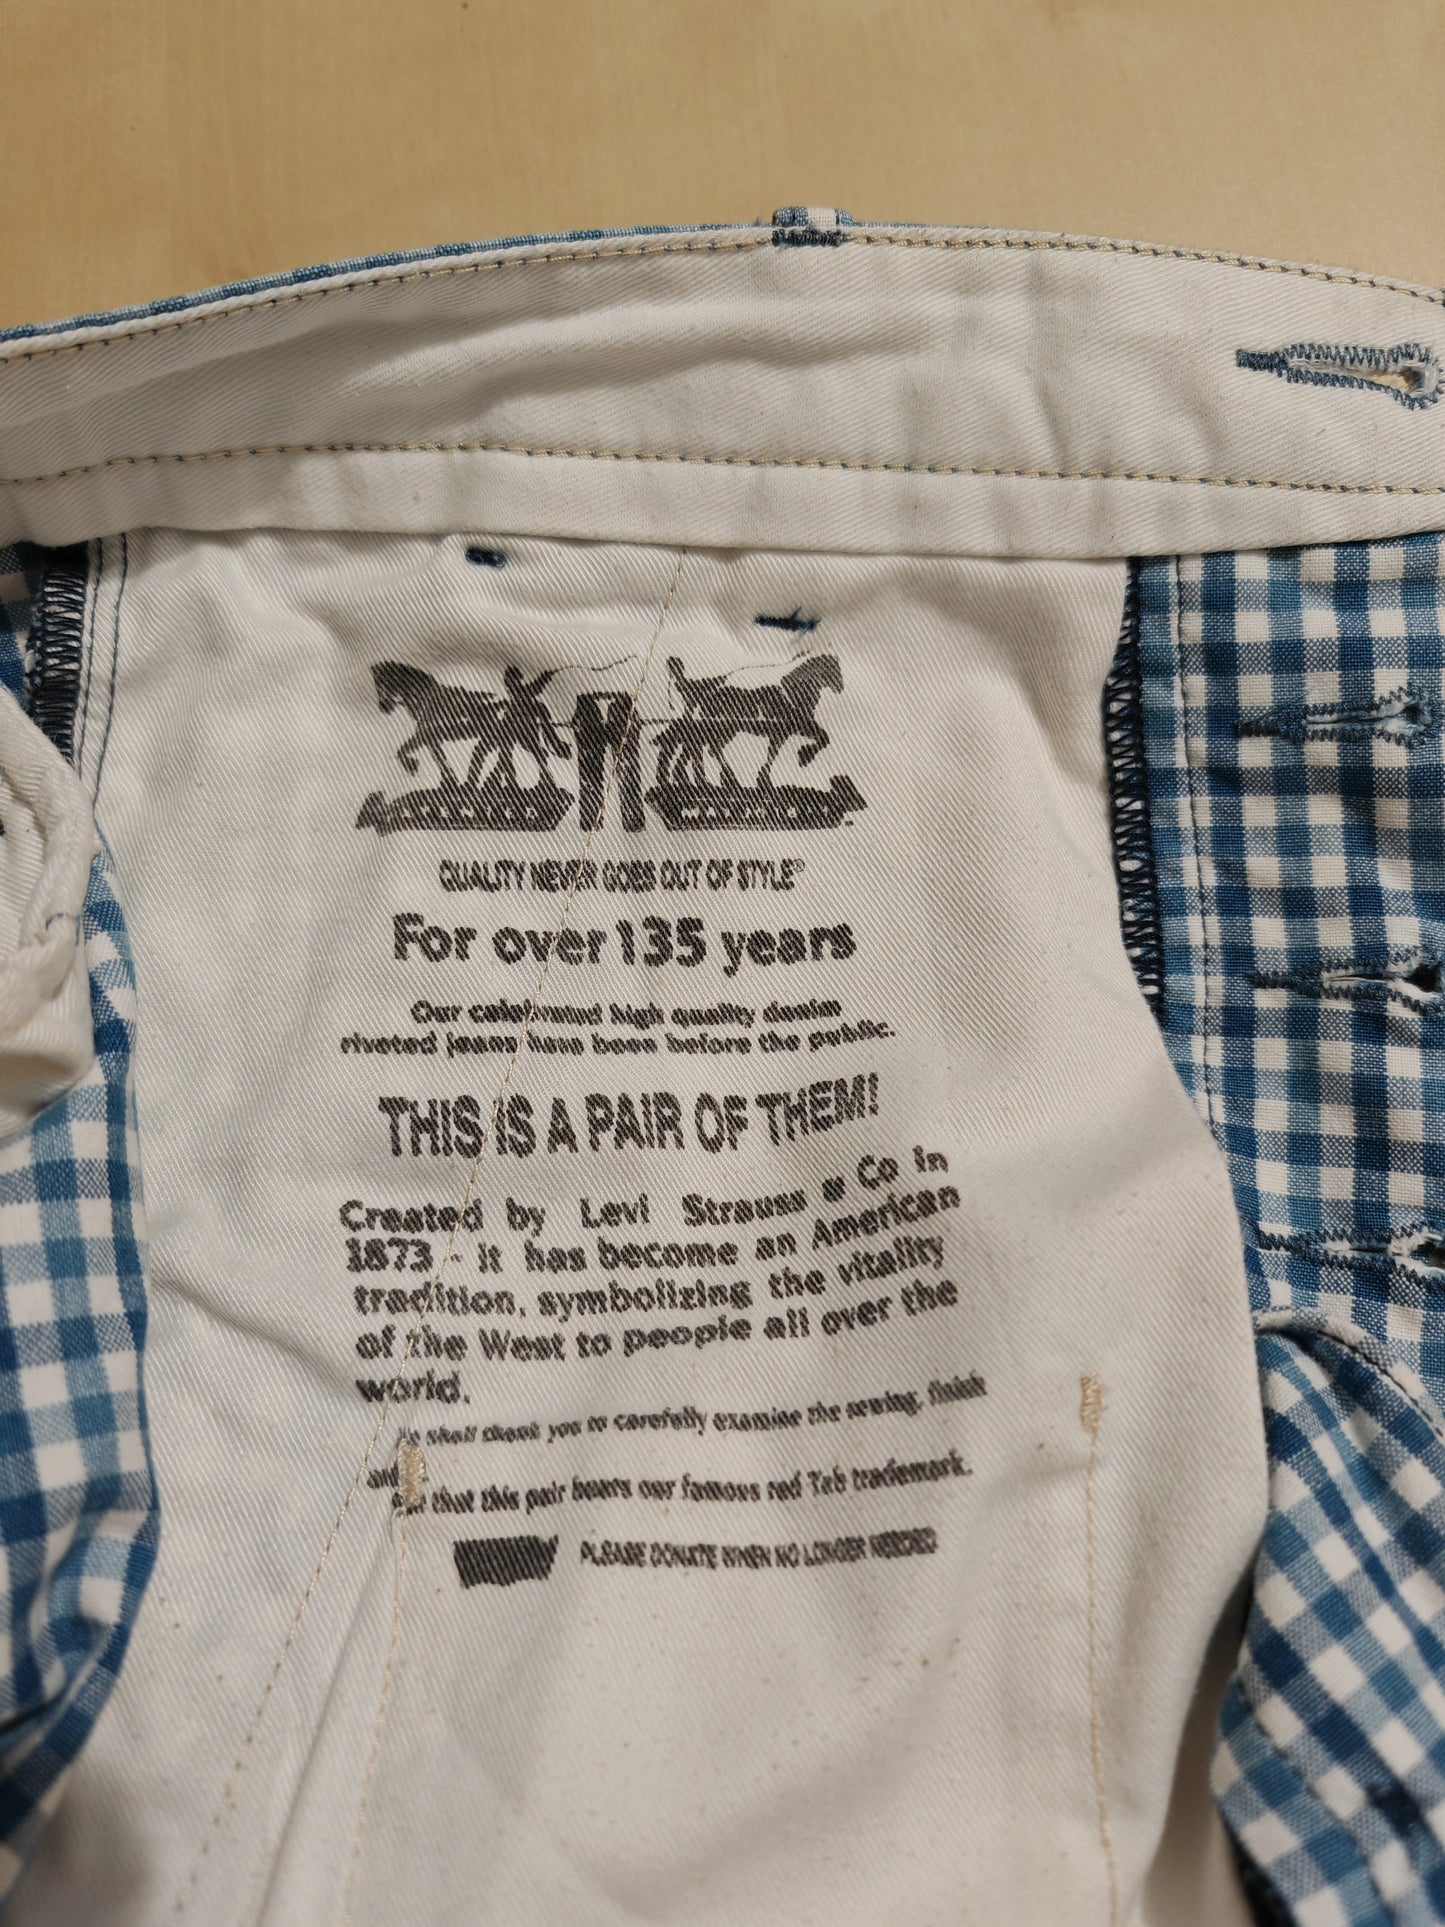 QUALITY NEVER GOES OUT OF STYLE®
For over 135 years
Our celebrated high quality denim
riveted jeans have been before the public.
THIS IS A PAIR OF THEM!
Created by Levi Strauss & Co in
1873 - it has become an American
tradition, symbolizing the vitality
of the West to people all over the
world.
shall thank you to carefully examine the sewing, finish
and
that this pair bears our famous red Tab trademark.
PLEASE DONATE WHEN NO LONGER NEEDED